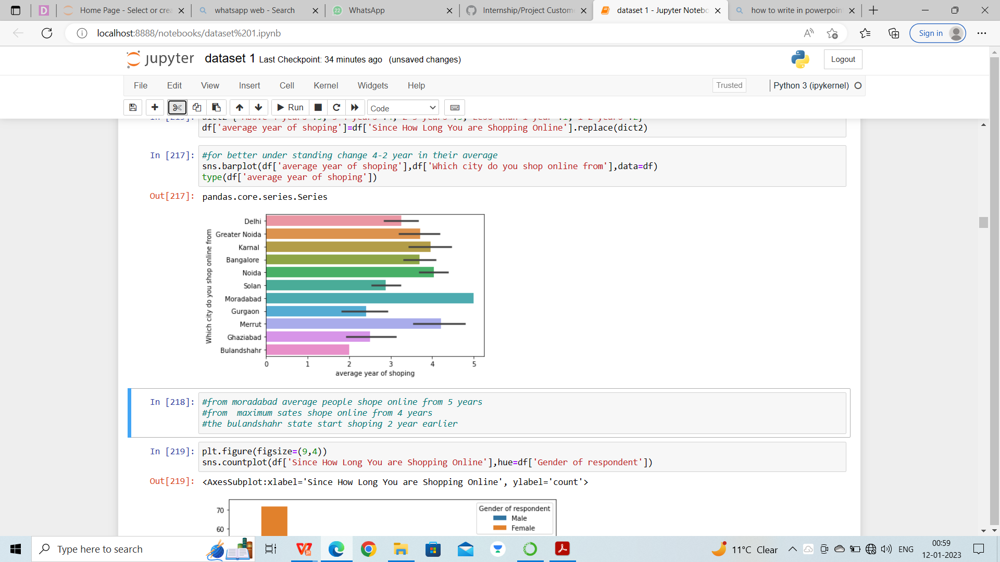 Home Page - Select or crea
whatsapp web - Search
22
WhatsApp
Internship/Project Custome
dataset 1 - Jupyter Notebo
how to write in powerpoin
localhost:8888/notebooks/dataset%201.ipynb
Sign in
jupyter dataset 1 Last Checkpoint: 34 minutes ago (unsaved changes)
Logout
File Edit View Insert Cell Kernel Widgets Help
Trusted
Python 3 (ipykernel)
Run
Code
df['average year of shoping']=df['Since How Long You are Shopping Online'].replace(dict2)
In [217]: #for better under standing change 4-2 year in their average
sns.barplot(df['average year of shoping'],df['Which city do you shop online from'],data=df)
type(df['average year of shoping'])
Out[217]: pandas.core.series.Series
Which city do you shop online from
Delhi
Greater Noida
Karnal
Bangalore
Noida
Solan
Moradabad
Gurgaon
Merrut
Ghaziabad
Bulandshahr
0 1 2 3 4 5
average year of shoping
In [218]: #from moradabad average people shope online from 5 years
#from  maximum sates shope online from 4 years
#the bulandshahr state start shoping 2 year earlier
In [219]: plt.figure(figsize=(9,4))
sns.countplot(df['Since How Long You are Shopping Online'],hue=df['Gender of respondent'])
Out[219]: <AxesSubplot:xlabel='Since How Long You are Shopping Online', ylabel='count'>
70
60
Gender of respondent
Male
Female
Type here to search
11°C Clear
ENG
00:59
12-01-2023